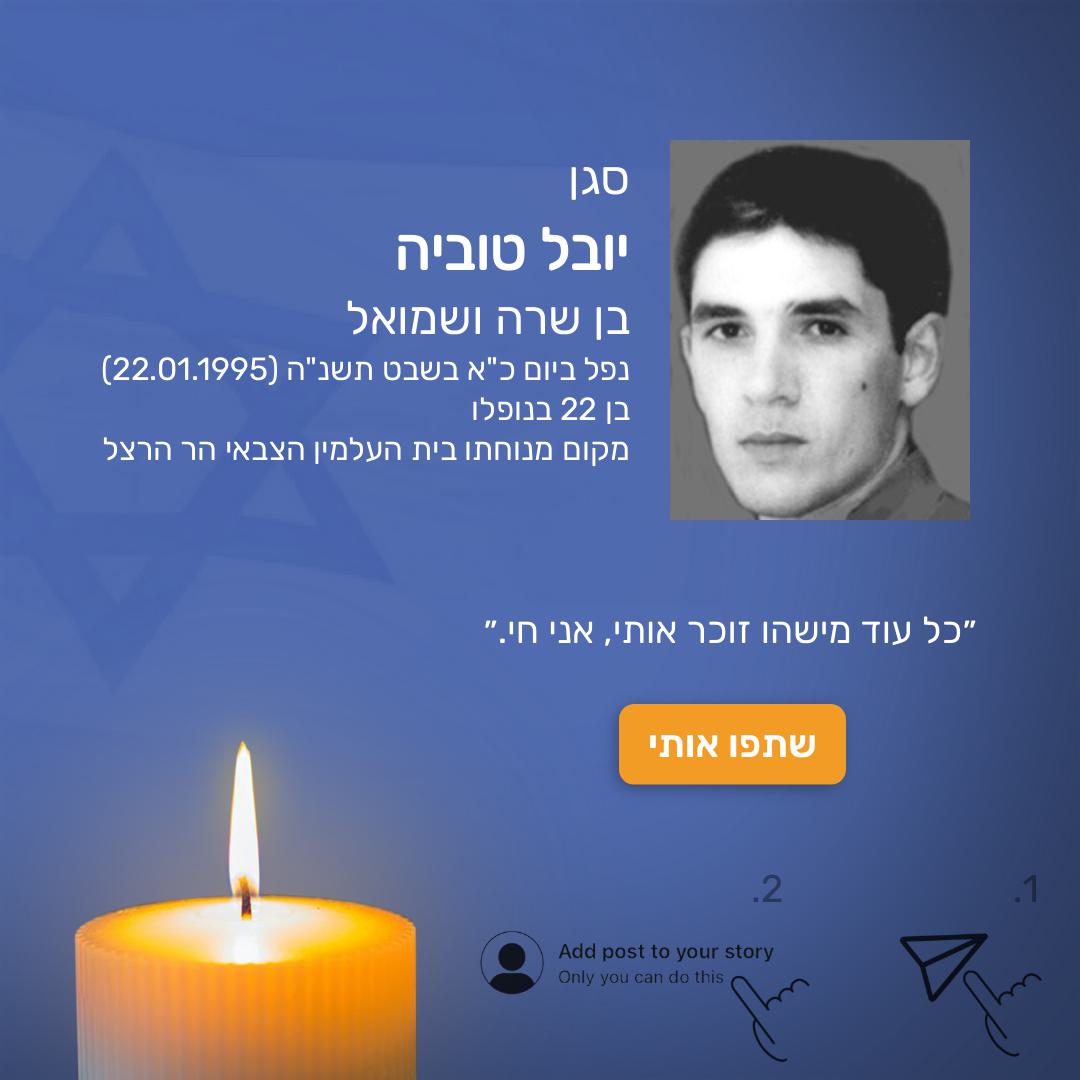 סגן
יובל טוביה
בן שרה ושמואל
נפל ביום כ"א בשבט תשנ"ה (22.01.1995)
בן 22 בנופלו
מקום מנוחתו בית העלמין הצבאי הר הרצל
״כל עוד מישהו זוכר אותי, אני חי.״
שתפו אותי
.1
.2
Add post to your story
Only you can do this